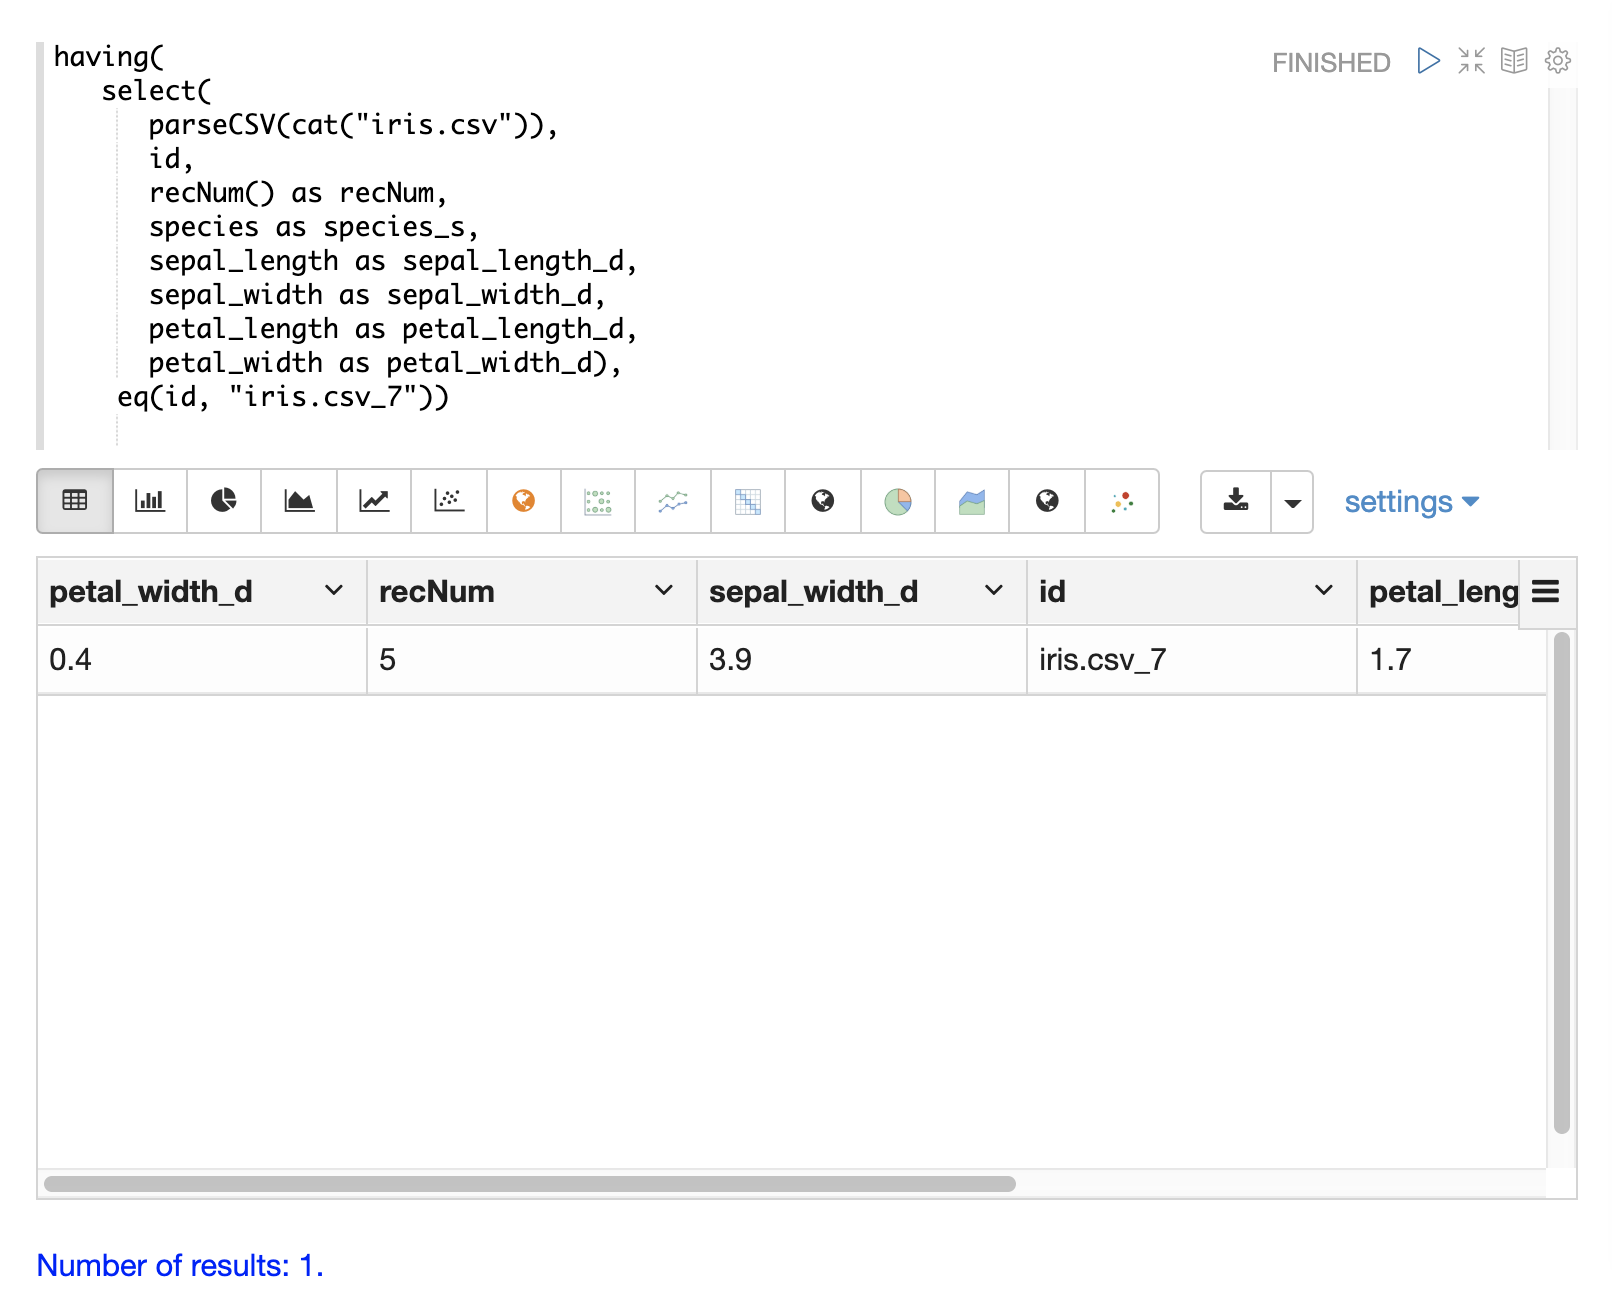 having(
select(
parseCSV(cat("iris.csv")),
id,
recNum() as recNum,
species as species_s,
sepal_length as sepal_length_d,
sepal_width as sepal_width_d,
petal_length as petal_length_d,
petal_width as petal_width_d),
eq(id, "iris.csv_7"))
FINISHED
settings
petal_width_d recNum sepal_width_d id petal_leng
0.4 5 3.9 iris.csv_7 1.7
Number of results: 1.